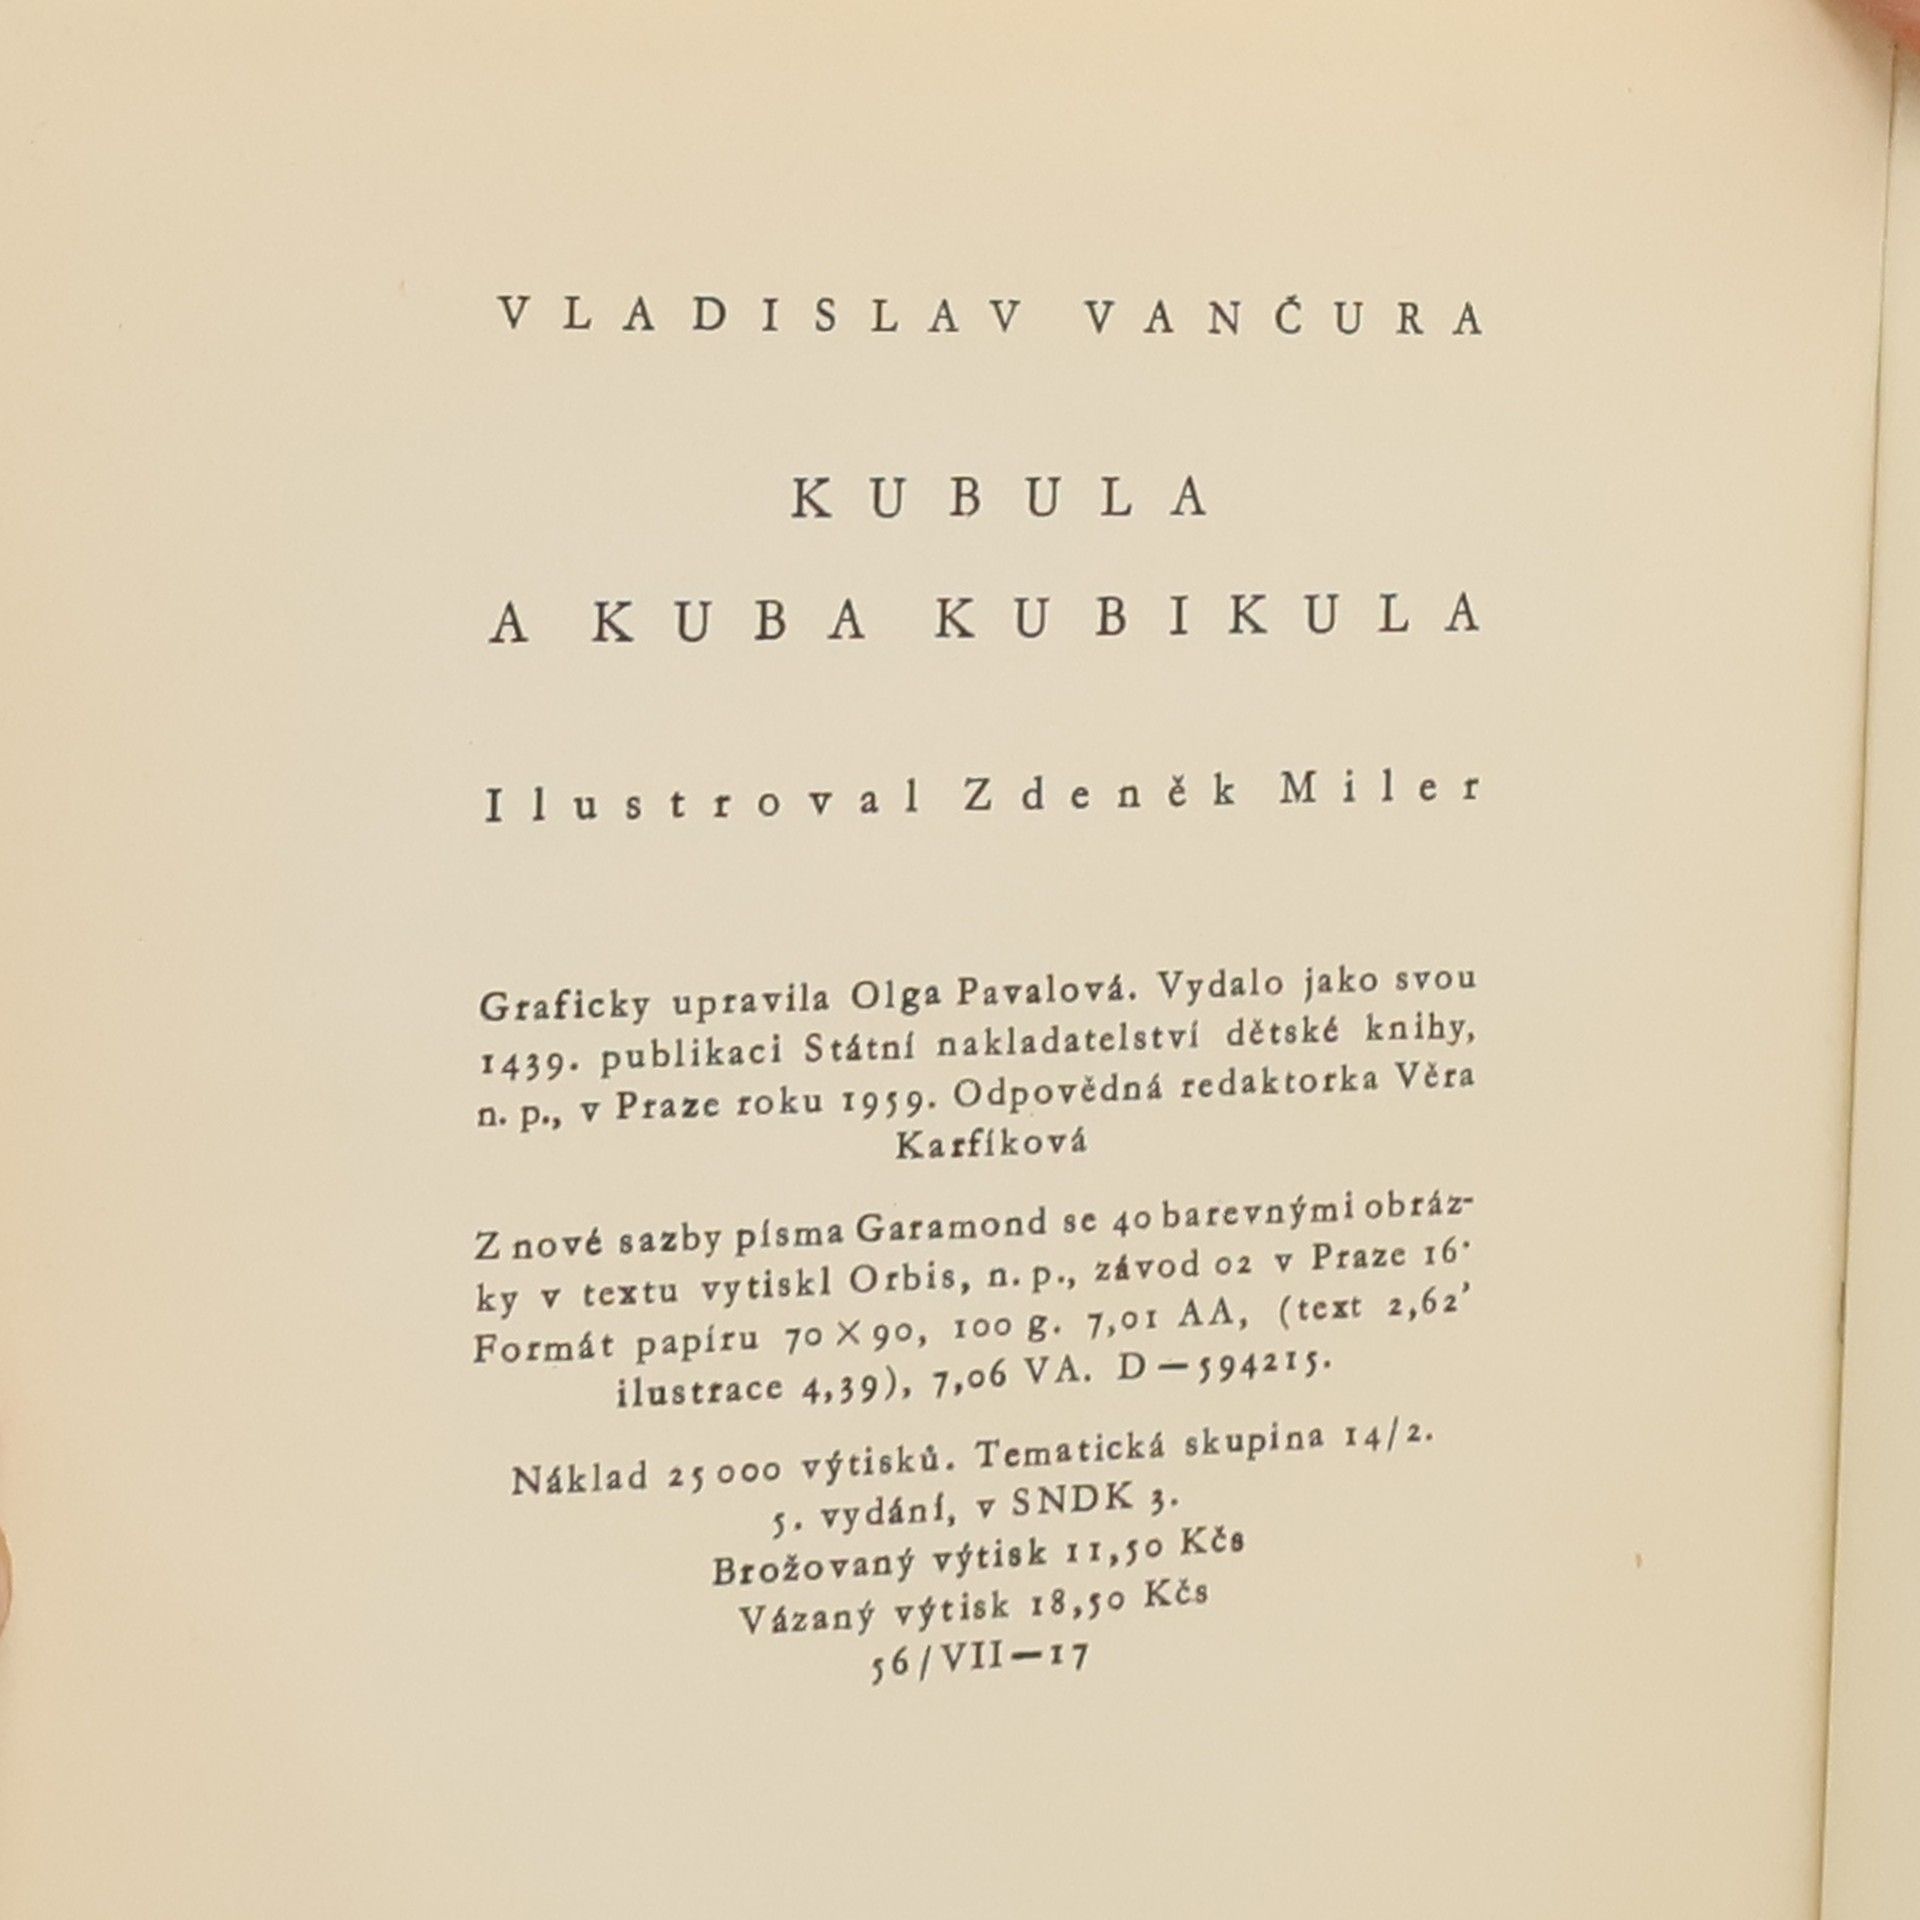 VLADISLAV VANČURA
KUBULA
A KUBA KUBIKULA
Ilustroval Zdeněk Miler
Graficky upravila Olga Pavalová. Vydalo jako svou
1439. publikaci Státní nakladatelství dětské knihy,
n. p., v Praze roku 1959. Odpovědná redaktorka Věra
Karfíková
Z nové sazby písma Garamond se 40 barevnými obráz-
ky v textu vytiskl Orbis, n. p., závod 02 v Praze 16.
Formát papíru 70 × 90, 100 g. 7,01 AA, (text 2,62’
ilustrace 4,39), 7,06 VA. D — 594215.
Náklad 25 000 výtisků. Tematická skupina 14/2.
5. vydání, v SNDK 3.
Brožovaný výtisk 11,50 Kčs
Vázaný výtisk 18,50 Kčs
56/VII—17